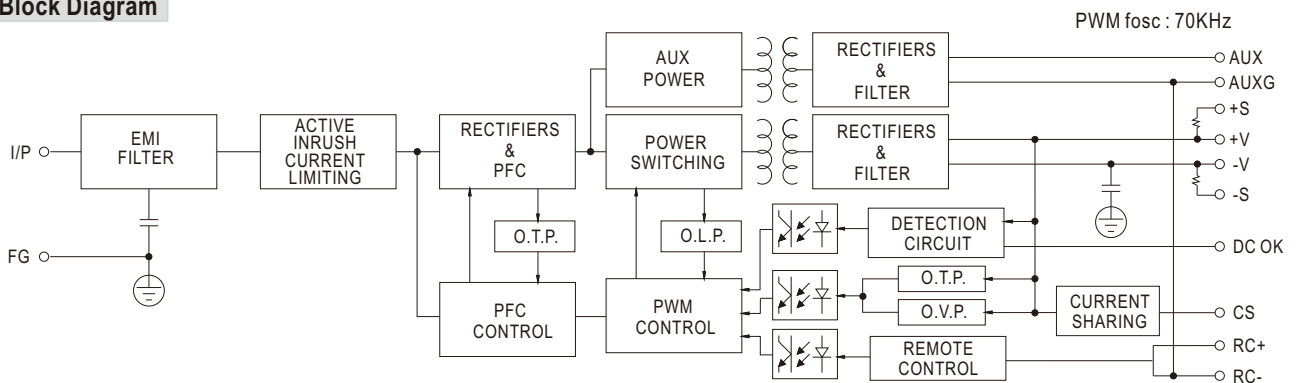 Block Diagram
PWM fosc : 70KHz
AUX
POWER
RECTIFIERS
&
FILTER
AUX
AUXG
+S
+V
-V
-S
I/P
EMI
FILTER
ACTIVE
INRUSH
CURRENT
LIMITING
RECTIFIERS
&
PFC
POWER
SWITCHING
RECTIFIERS
&
FILTER
FG
O.T.P.
O.L.P.
DETECTION
CIRCUIT
DC OK
PFC
CONTROL
PWM
CONTROL
O.T.P.
O.V.P.
CURRENT
SHARING
CS
REMOTE
CONTROL
RC+
RC-